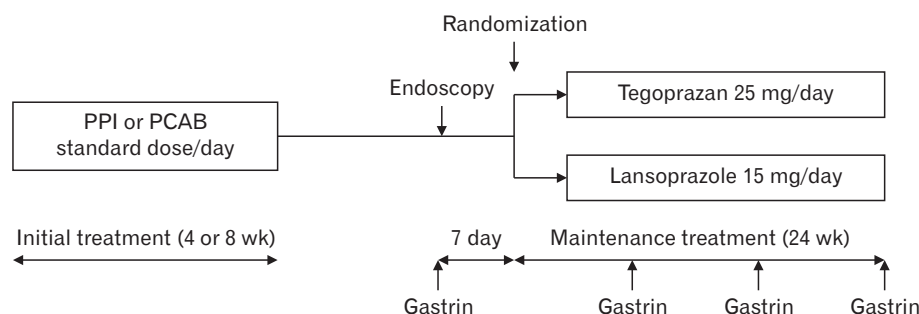 Randomization
Endoscopy
Tegoprazan 25 mg/day
PPI or PCAB
standard dose/day
Lansoprazole 15 mg/day
Initial treatment (4 or 8 wk)
7 day
Maintenance treatment (24 wk)
Gastrin
Gastrin
Gastrin
Gastrin